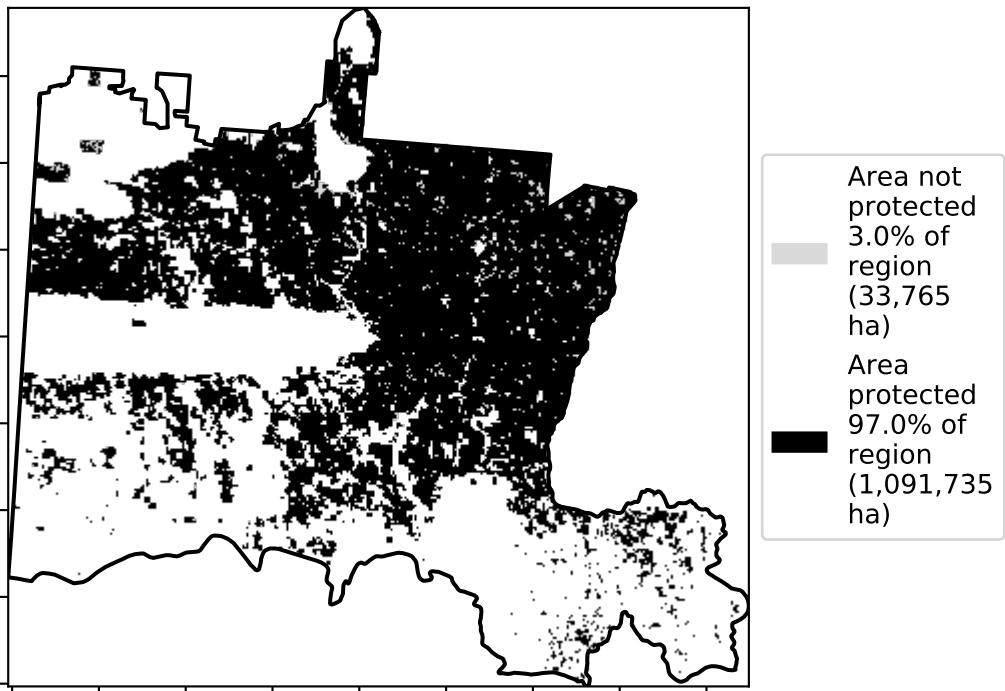 Area not
protected
3.0% of
region
(33,765
ha)
Area
protected
97.0% of
region
(1,091,735
ha)